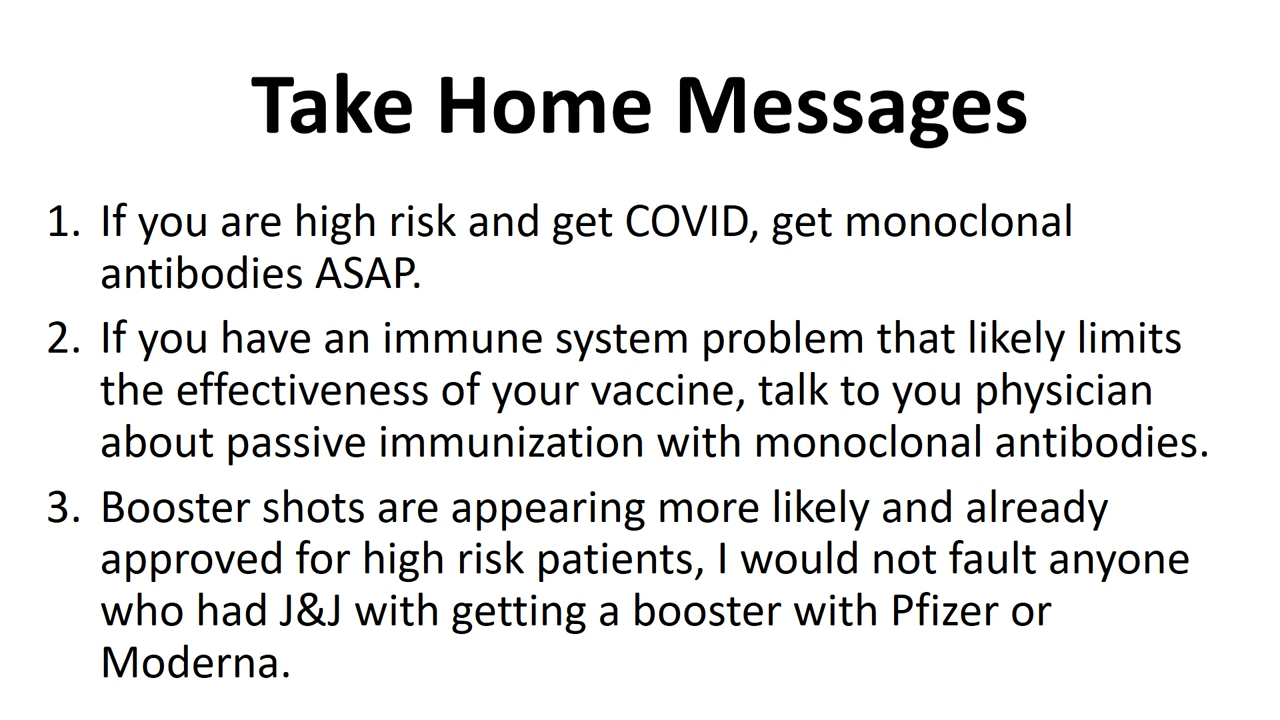 Take Home Messages
1. If you are high risk and get COVID, get monoclonal
antibodies ASAP.
2. If you have an immune system problem that likely limits
the effectiveness of your vaccine, talk to you physician
about passive immunization with monoclonal antibodies.
3. Booster shots are appearing more likely and already
approved for high risk patients, I would not fault anyone
who had J&J with getting a booster with Pfizer or
Moderna.